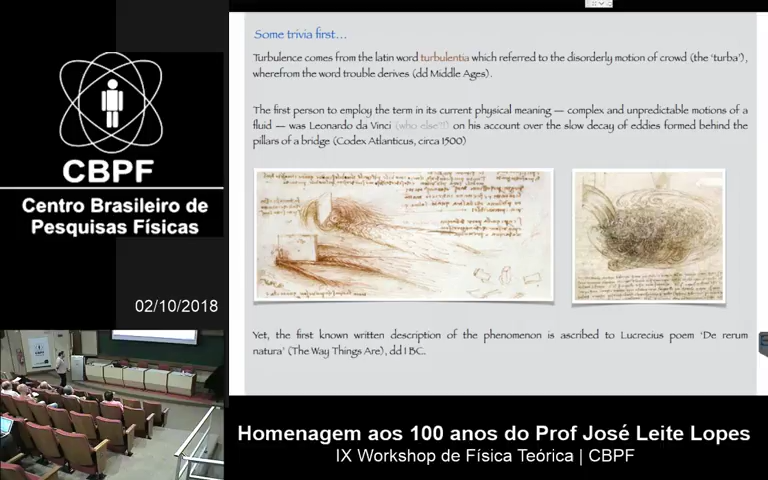 CBPF
Centro Brasileiro de
Pesquisas Físicas
02/10/2018
Some trivia first...
Turbulence comes from the latin word turbulentia which referred to the disorderly motion of crowd (the 'turba'),
wherefrom the word trouble derives (dd Middle Ages).
The first person to employ the term in its current physical meaning — complex and unpredictable motions of a
fluid — was Leonardo da Vinci (who else?!) on his account over the slow decay of eddies formed behind the
pillars of a bridge (Codex Atlanticus, circa 1500)
Yet, the first known written description of the phenomenon is ascribed to Lucrecius poem 'De rerum
natura' (The Way Things Are), dd I BC.
Homenagem aos 100 anos do Prof José Leite Lopes
IX Workshop de Física Teórica | CBPF